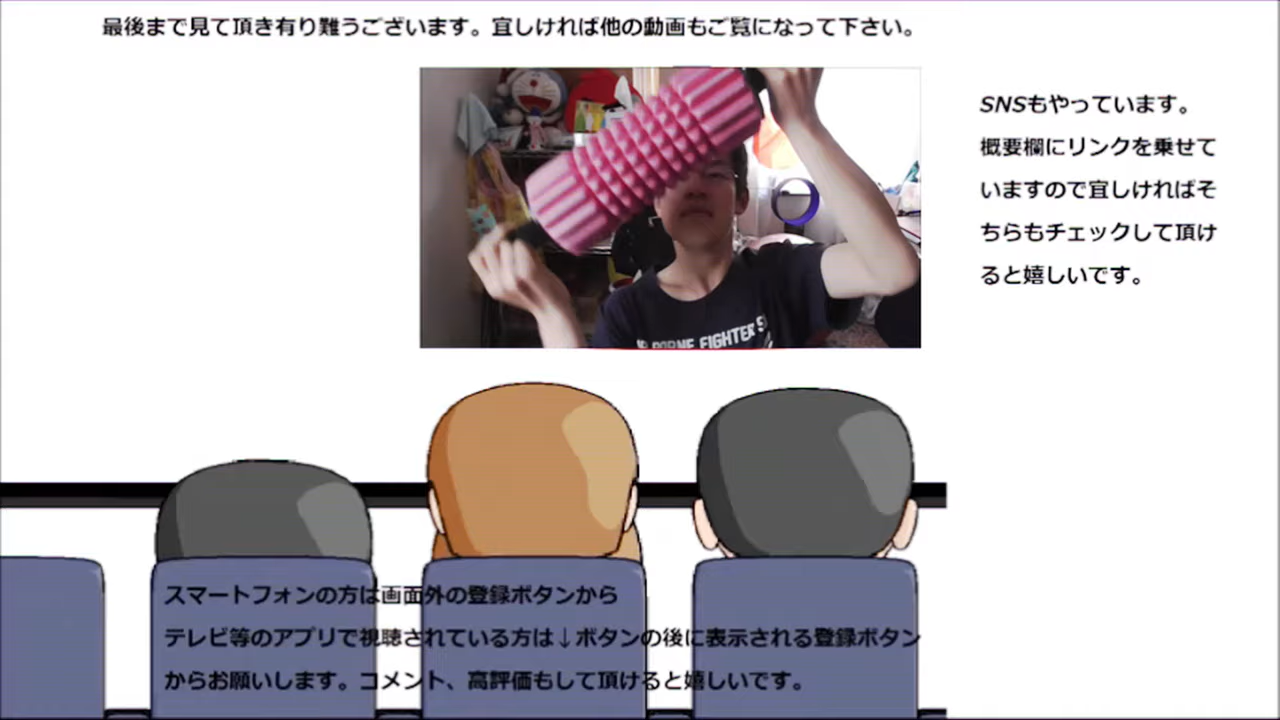 最後まで見て頂き有り難うございます。宜しければ他の動画もご覧になって下さい。
SNSもやっています。
概要欄にリンクを乗せて
いますので宜しければそ
ちらもチェックして頂け
ると嬉しいです。
FIGHTER
スマートフォンの方は画面外の登録ボタンから
テレビ等のアプリで視聴されている方は↓ボタンの後に表示される登録ボタン
からお願いします。コメント、高評価もして頂けると嬉しいです。